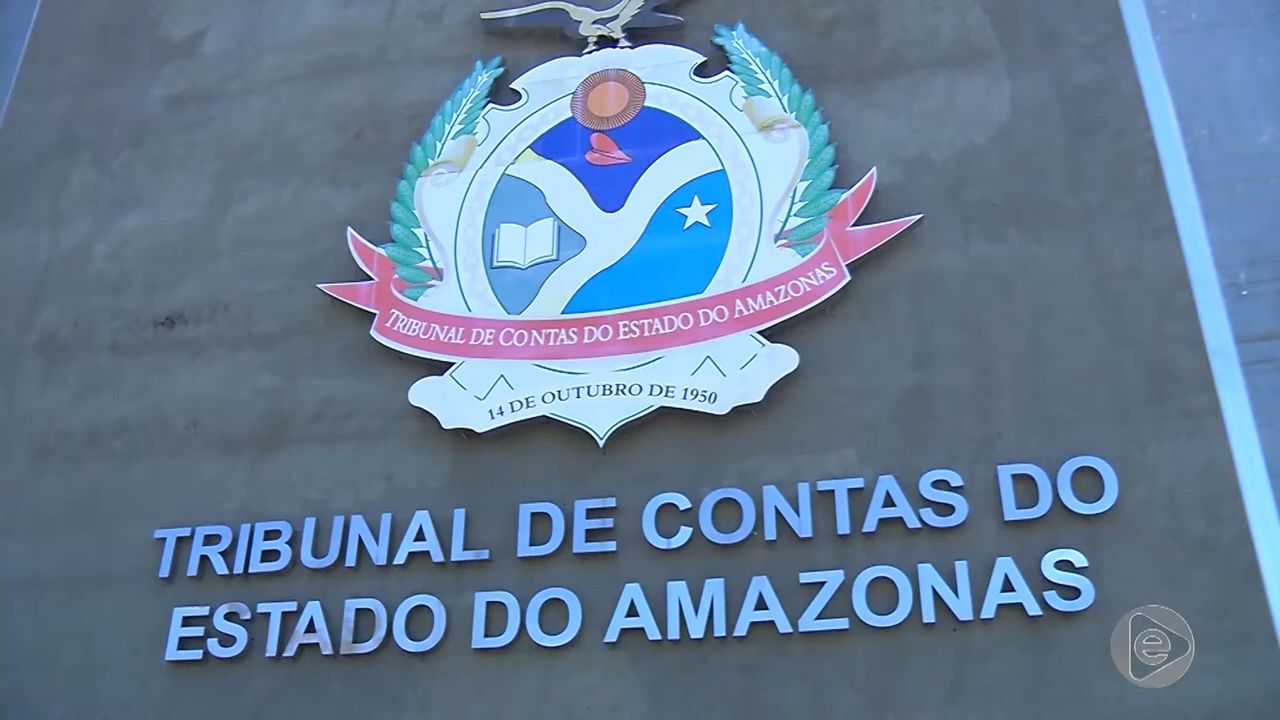 TRIBUNAL DE CONTAS DO ESTADO DO AMAZONAS
14 DE OUTUBRO DE 1950
TRIBUNAL DE CONTAS DO
ESTADO DO AMAZONAS
e